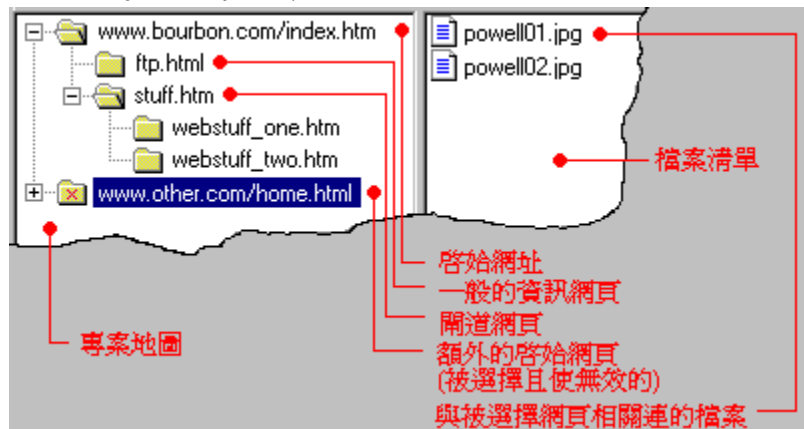 www.bourbon.com/index.htm
ftp.html
stuff.htm
webstuff_one.htm
webstuff_two.htm
www.other.com/home.html
powell01.jpg
powell02.jpg
檔案清單
啓始網址
一般的資訊網頁
閘道網頁
專案地圖
額外的啓始網頁
(被選擇且使無效的)
與被選擇網頁相關連的檔案